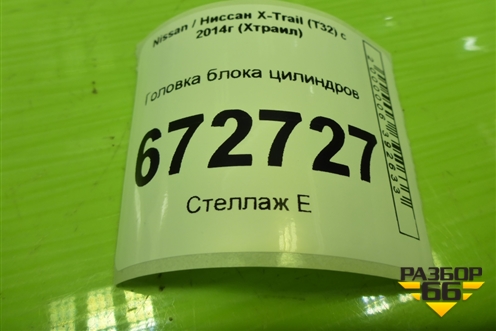 Nissan / Ниссан X-Trail (T32) с
2014г (Хтраил)
Головка блока цилиндров
672727
Стеллаж Е
РАЗБОР
66